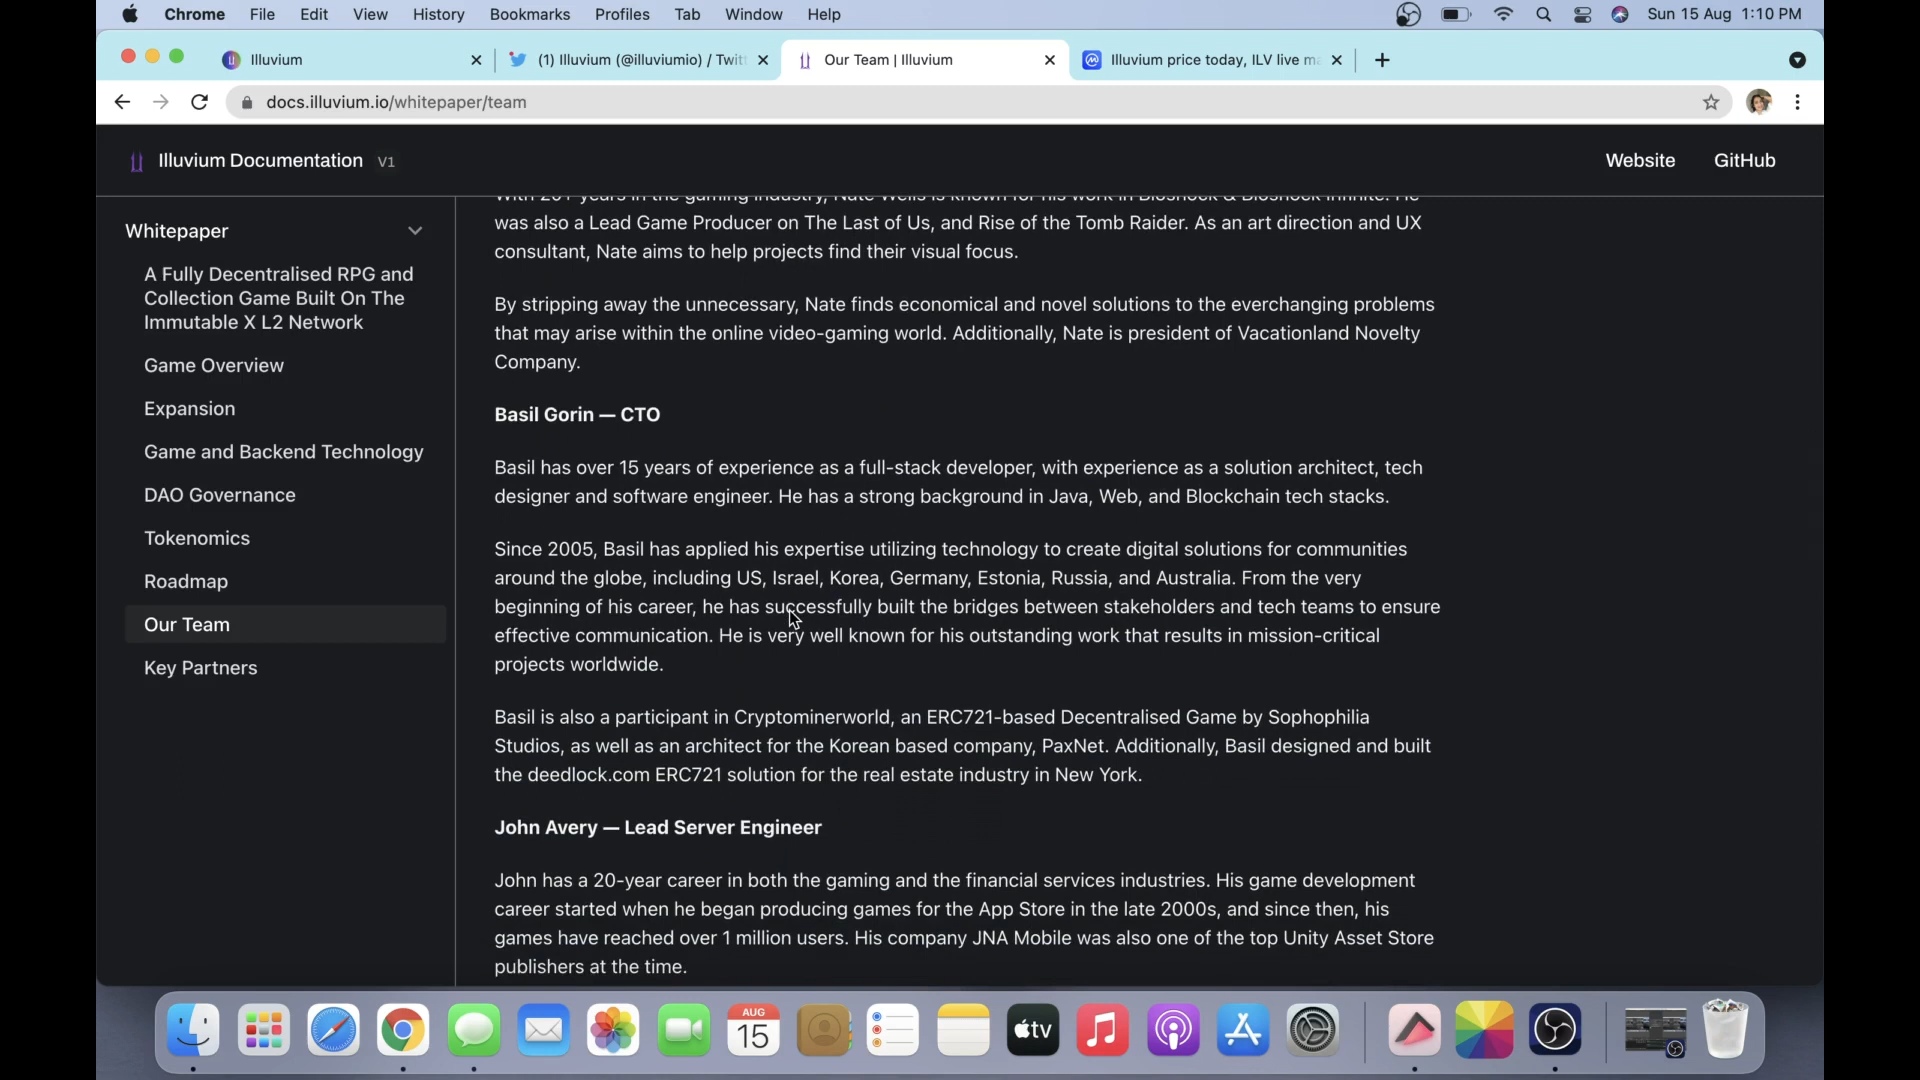 Chrome File Edit View History Bookmarks Profiles Tab Window Help Sun 15 Aug 1:10 PM
Illuvium (1) Illuvium (@illuviumio) / Twit Our Team | Illuvium Illuvium price today, ILV live ma
docs.illuvium.io/whitepaper/team
Illuvium Documentation V1 Website GitHub
Whitepaper
A Fully Decentralised RPG and
Collection Game Built On The
Immutable X L2 Network
Game Overview
Expansion
Game and Backend Technology
DAO Governance
Tokenomics
Roadmap
Our Team
Key Partners
With 20+ years in the gaming industry, Nate Wells is known for his work in Bioshock & Bioshock Infinite. He
was also a Lead Game Producer on The Last of Us, and Rise of the Tomb Raider. As an art direction and UX
consultant, Nate aims to help projects find their visual focus.
By stripping away the unnecessary, Nate finds economical and novel solutions to the everchanging problems
that may arise within the online video-gaming world. Additionally, Nate is president of Vacationland Novelty
Company.
Basil Gorin — CTO
Basil has over 15 years of experience as a full-stack developer, with experience as a solution architect, tech
designer and software engineer. He has a strong background in Java, Web, and Blockchain tech stacks.
Since 2005, Basil has applied his expertise utilizing technology to create digital solutions for communities
around the globe, including US, Israel, Korea, Germany, Estonia, Russia, and Australia. From the very
beginning of his career, he has successfully built the bridges between stakeholders and tech teams to ensure
effective communication. He is very well known for his outstanding work that results in mission-critical
projects worldwide.
Basil is also a participant in Cryptominerworld, an ERC721-based Decentralised Game by Sophophilia
Studios, as well as an architect for the Korean based company, PaxNet. Additionally, Basil designed and built
the deedlock.com ERC721 solution for the real estate industry in New York.
John Avery — Lead Server Engineer
John has a 20-year career in both the gaming and the financial services industries. His game development
career started when he began producing games for the App Store in the late 2000s, and since then, his
games have reached over 1 million users. His company JNA Mobile was also one of the top Unity Asset Store
publishers at the time.
AUG
15
tv